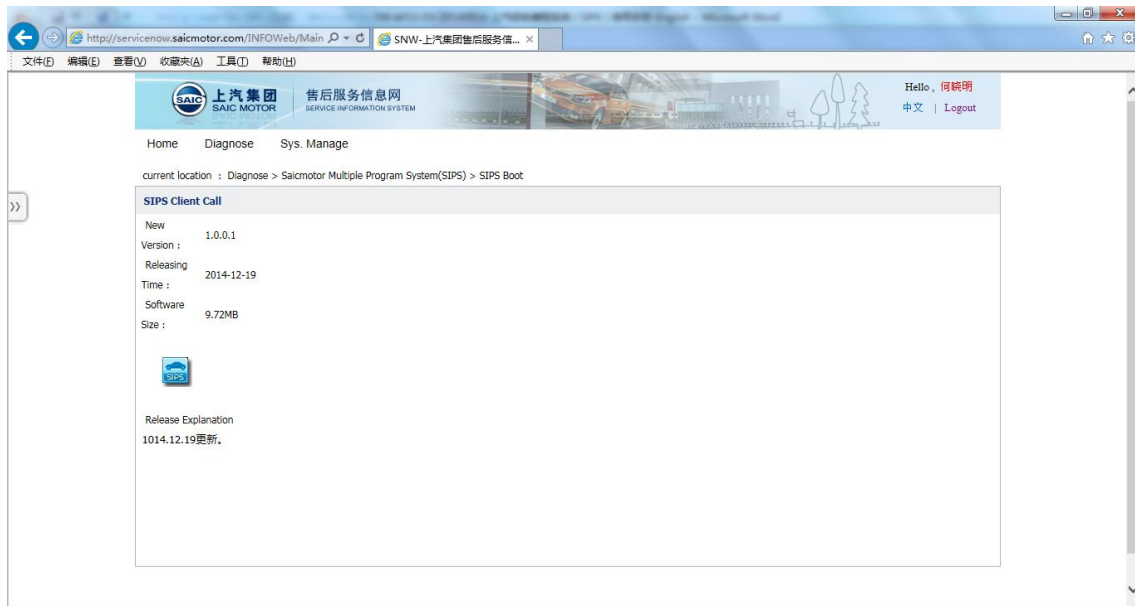 http://servicenow.saicmotor.com/INFOWeb/Main
SNW-上汽集团售后服务信...
文件(F) 编辑(E) 查看(V) 收藏夹(A) 工具(T) 帮助(H)
SAIC
上汽集团
SAIC MOTOR
售后服务信息网
SERVICE INFORMATION SYSTEM
Hello , 何晓明
中文 | Logout
Home Diagnose Sys. Manage
current location : Diagnose > Saicmotor Multiple Program System(SIPS) > SIPS Boot
SIPS Client Call
New
Version : 1.0.0.1
Releasing
Time : 2014-12-19
Software
Size : 9.72MB
SIPS
Release Explanation
1014.12.19更新。